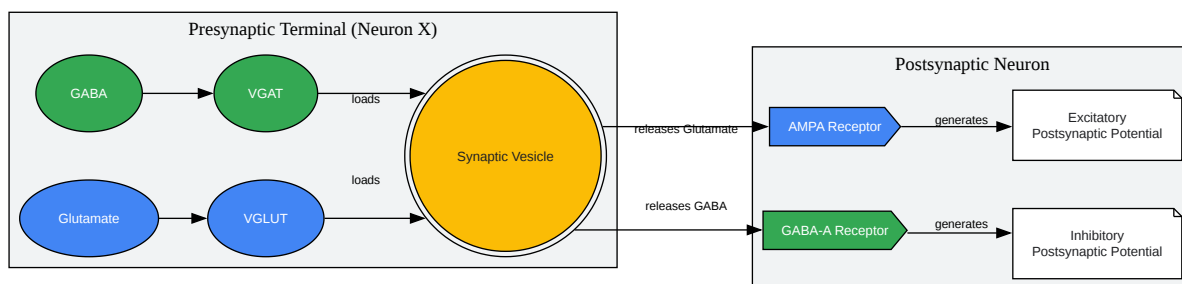 Presynaptic Terminal (Neuron X)
GABA
VGAT
loads
Glutamate
VGLUT
loads
Synaptic Vesicle
releases Glutamate
releases GABA
Postsynaptic Neuron
AMPA Receptor
generates
Excitatory
Postsynaptic Potential
GABA-A Receptor
generates
Inhibitory
Postsynaptic Potential